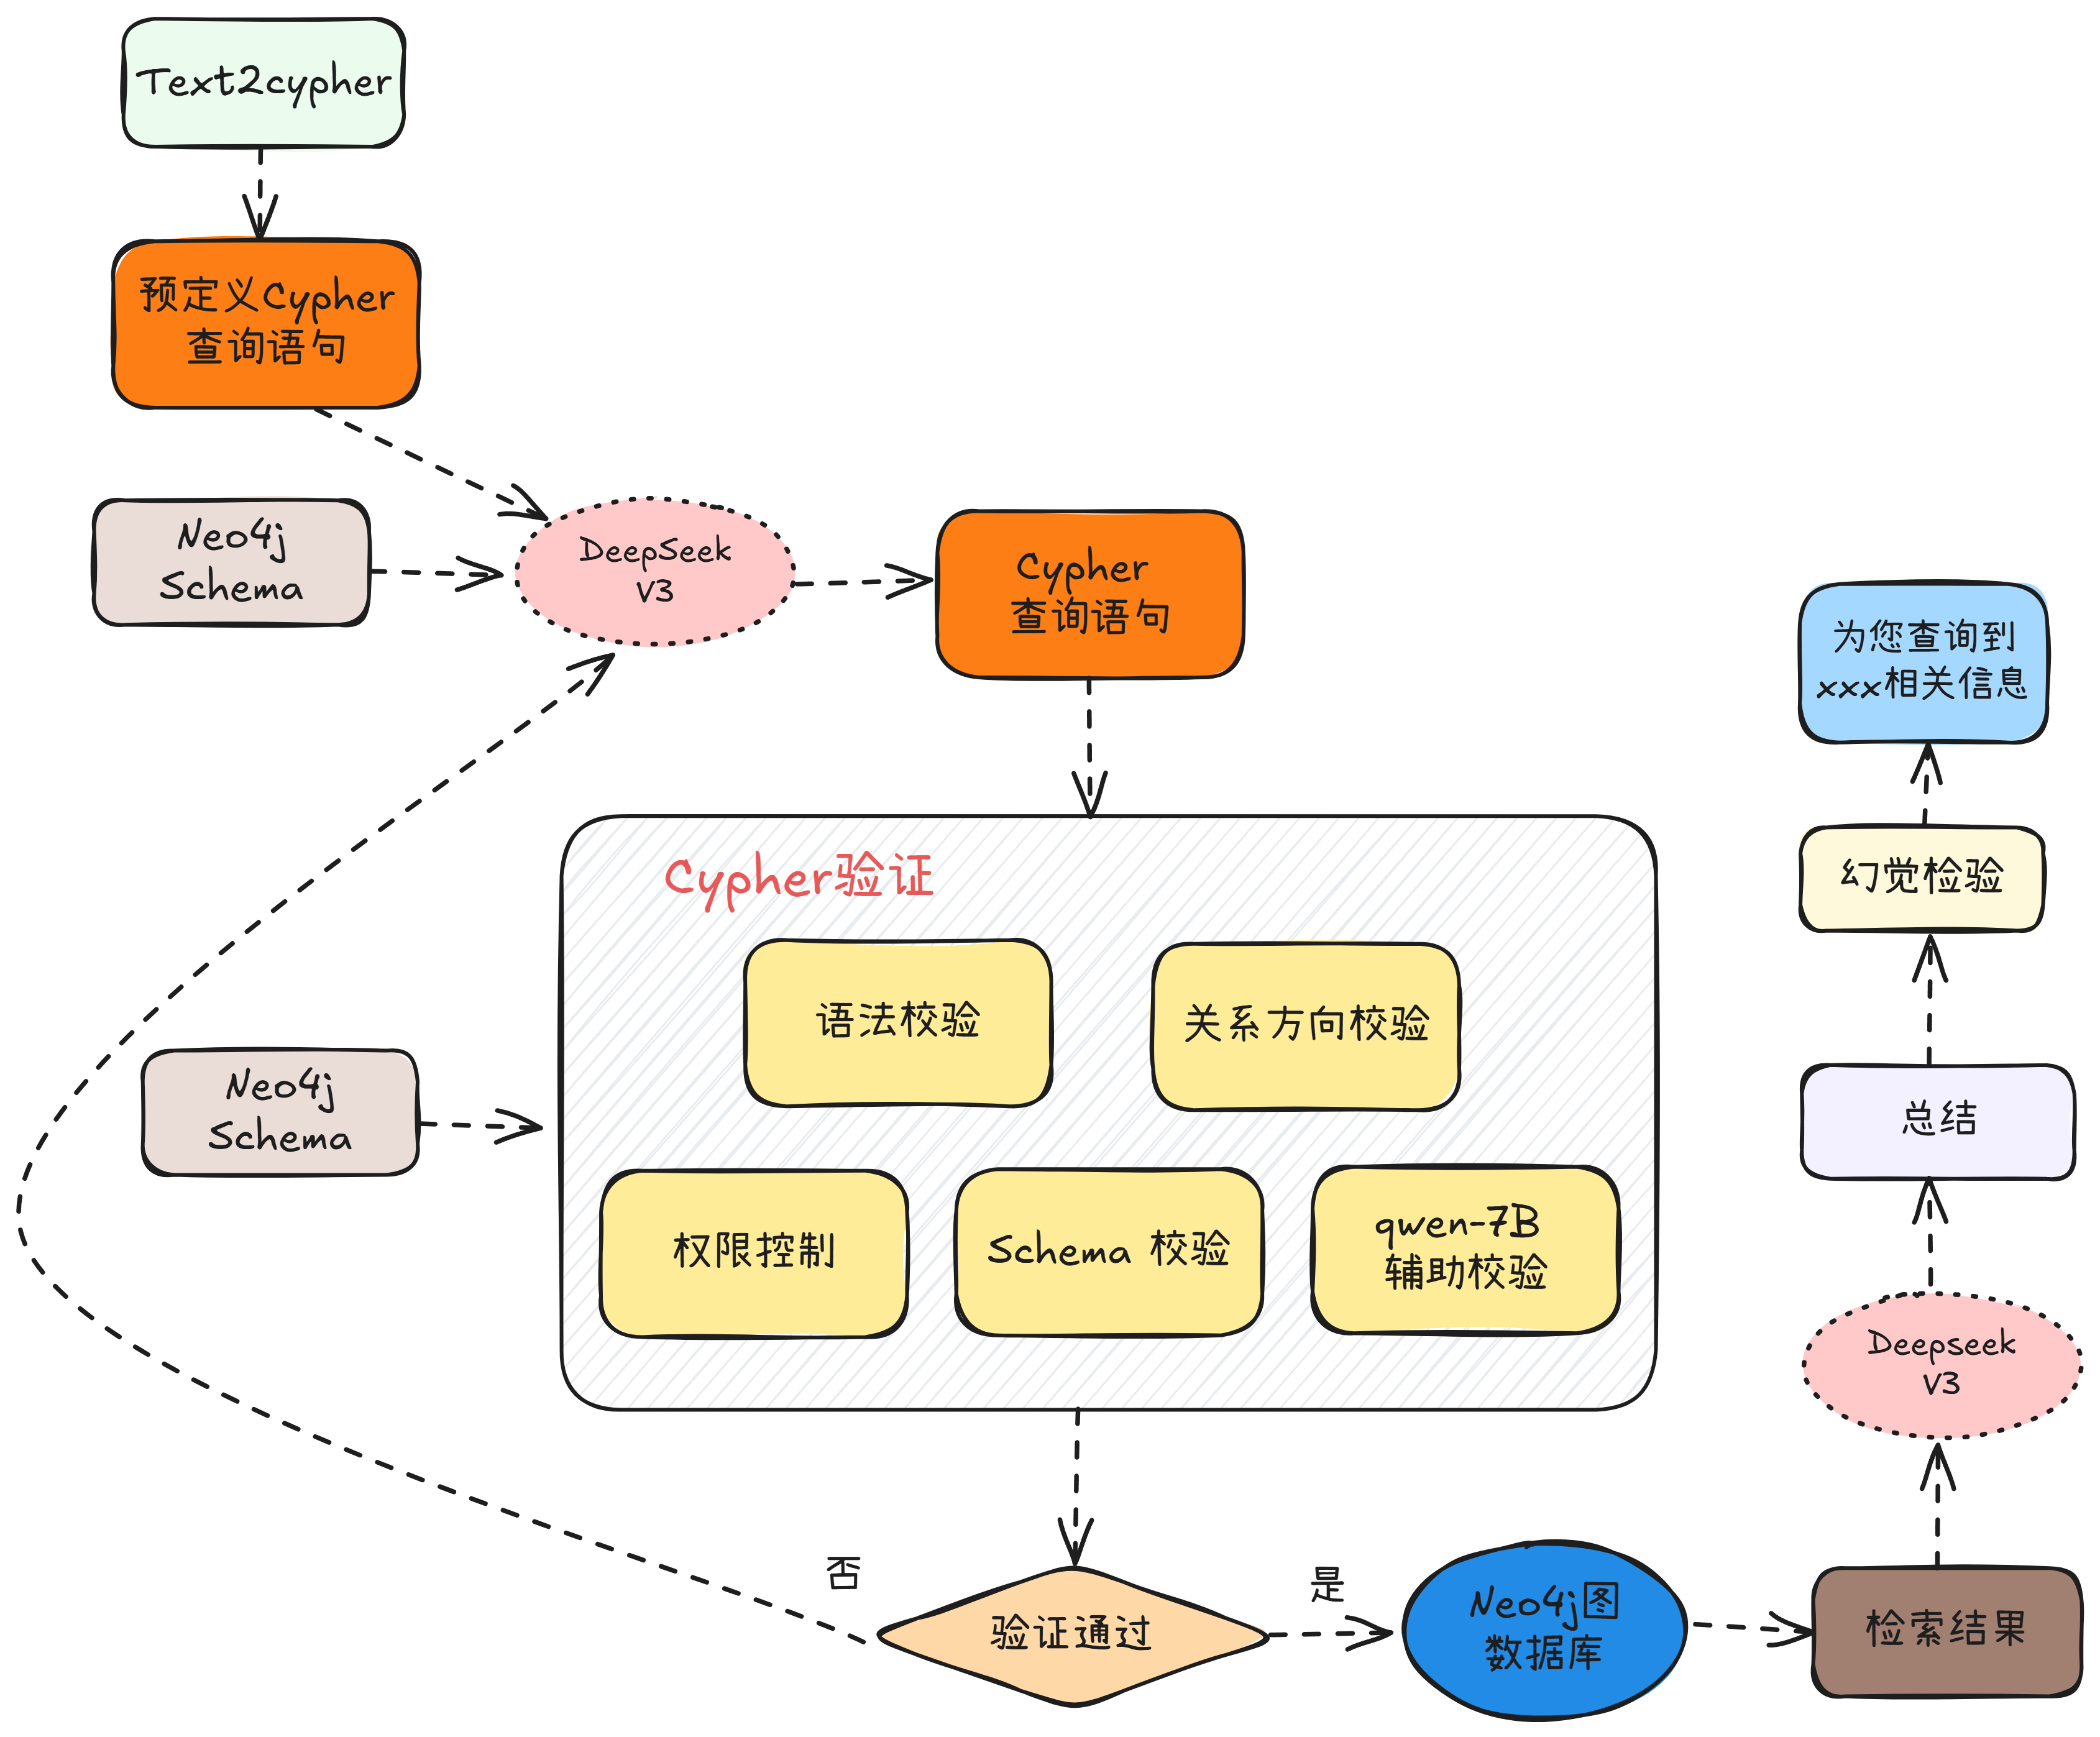 Text2cypher
预定义Cypher
查询语句
Neo4j
Schema
DeepSeek
V3
Cypher
查询语句
为您查询到
xxx相关信息
Cypher验证
幻觉检验
语法校验
关系方向校验
Neo4j
Schema
总结
权限控制
Schema 校验
qwen-7B
辅助校验
Deepseek
V3
否
是
验证通过
Neo4j图
数据库
检索结果